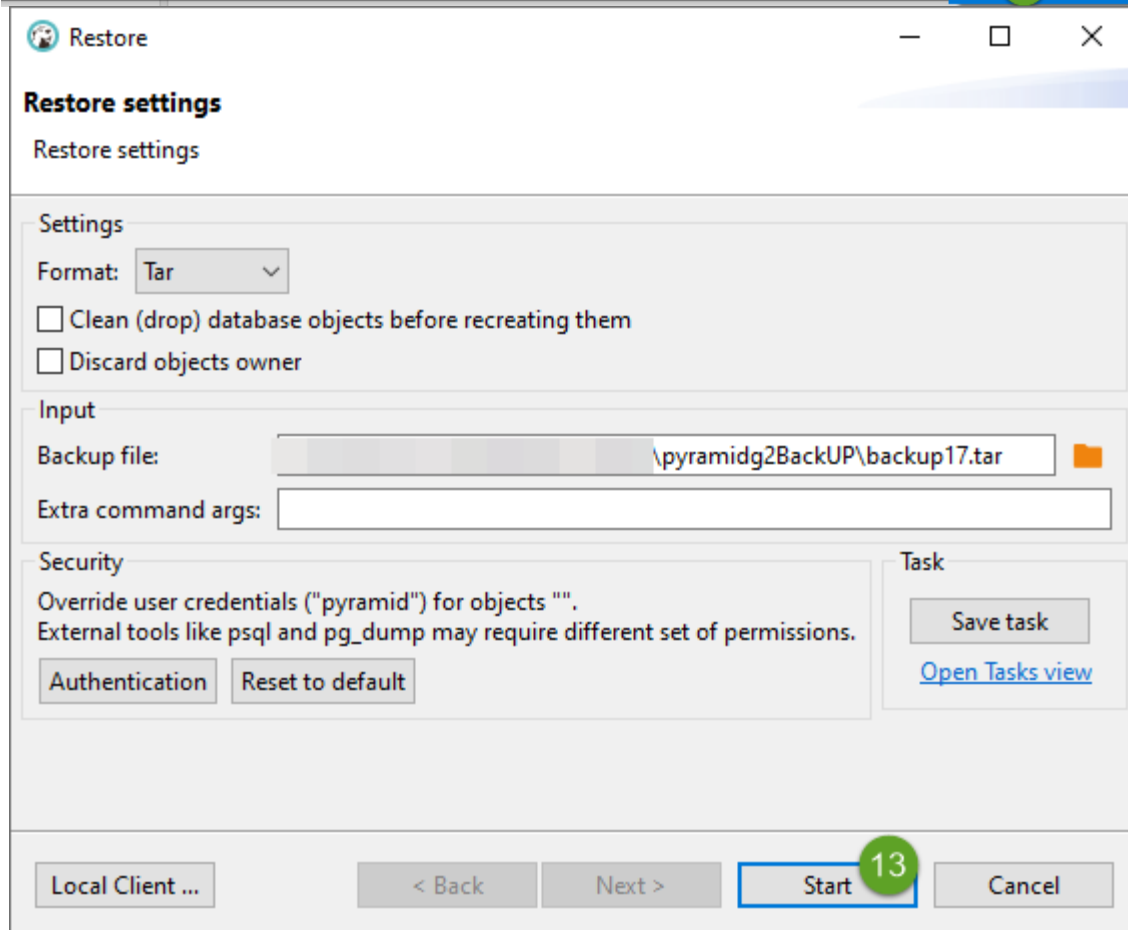 Restore
Restore settings
Restore settings
Settings
Format: Tar
Clean (drop) database objects before recreating them
Discard objects owner
Input
Backup file: \pyramidg2BackUP\backup17.tar
Extra command args:
Security
Override user credentials ("pyramid") for objects "".
External tools like psql and pg_dump may require different set of permissions.
Authentication Reset to default
Task
Save task
Open Tasks view
Local Client ... < Back Next > Start 13 Cancel